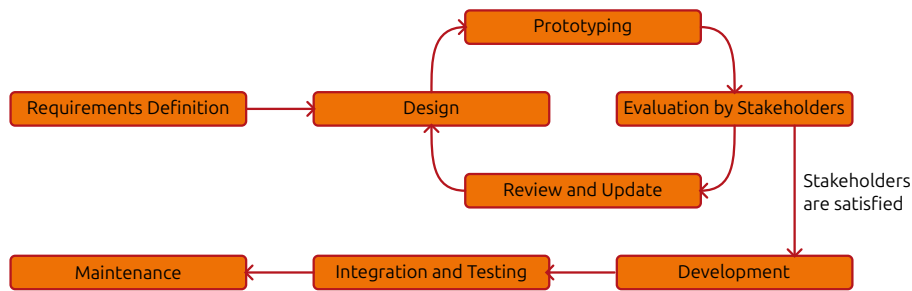 Prototyping
Requirements Definition
Design
Evaluation by Stakeholders
Review and Update
Stakeholders
are satisfied
Maintenance
Integration and Testing
Development